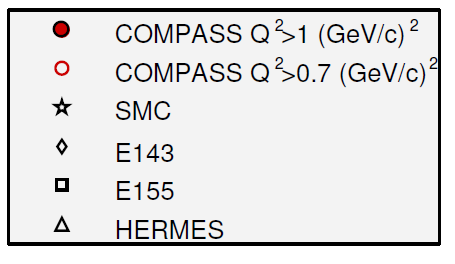 COMPASS Q²>1 (GeV/c)²
COMPASS Q²>0.7 (GeV/c)²
SMC
E143
E155
HERMES